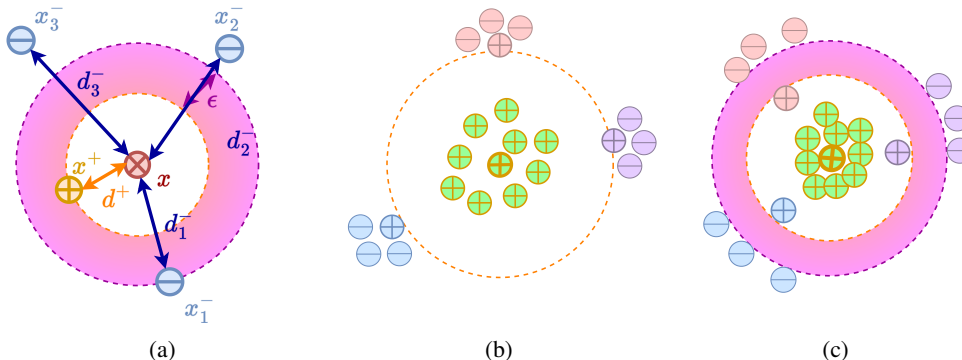 x₃⁻
x₂⁻
d₃⁻
ϵ
d₂⁻
x⁺
x
d⁺
d₁⁻
x₁⁻
(a)
(b)
(c)